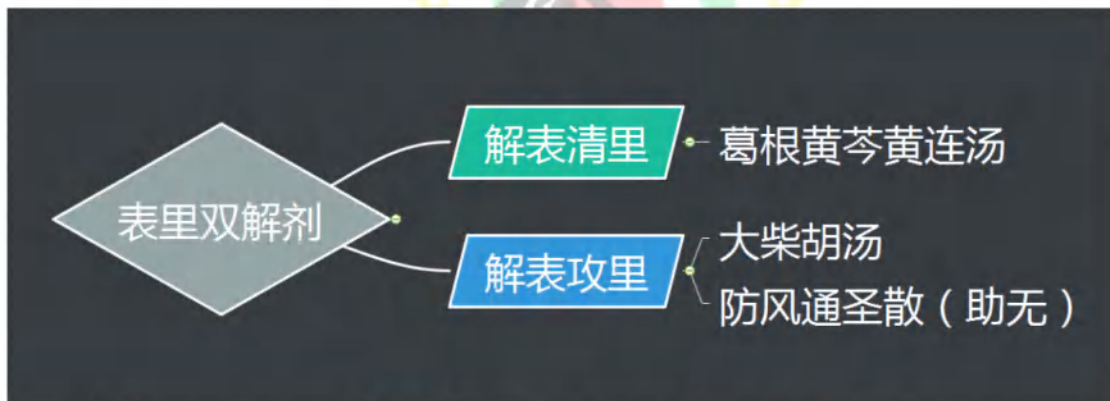 表里双解剂
解表清里
葛根黄芩黄连汤
解表攻里
大柴胡汤
防风通圣散（助无）